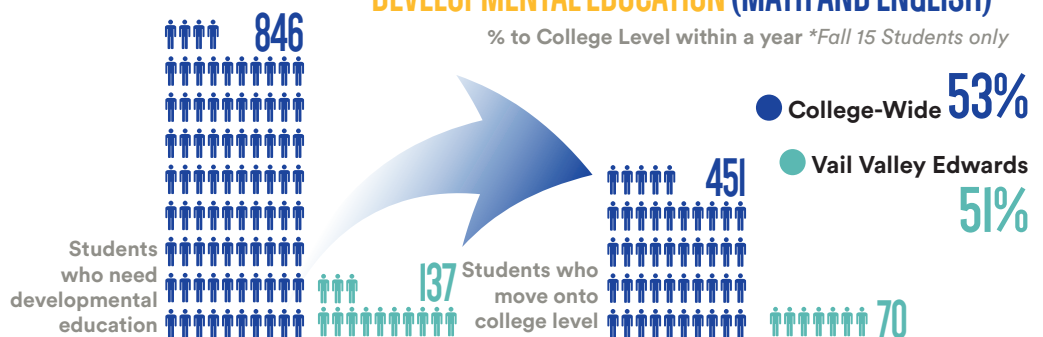 DEVELOPMENTAL EDUCATION (MATH AND ENGLISH)
% to College Level within a year *Fall 15 Students only
846
College-Wide 53%
Vail Valley Edwards
51%
451
Students
who need
developmental
education
137
Students who
move onto
college level
70